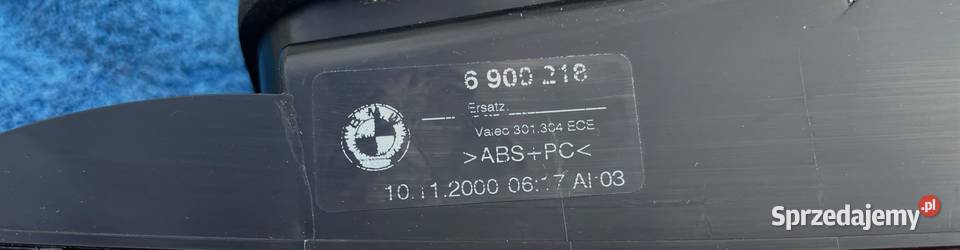 6 900 218
Ersatz.
Valeo 301.304 ECE
>ABS+PC<
10.11.2000 06:17 AI:03
Sprzedajemy.pl